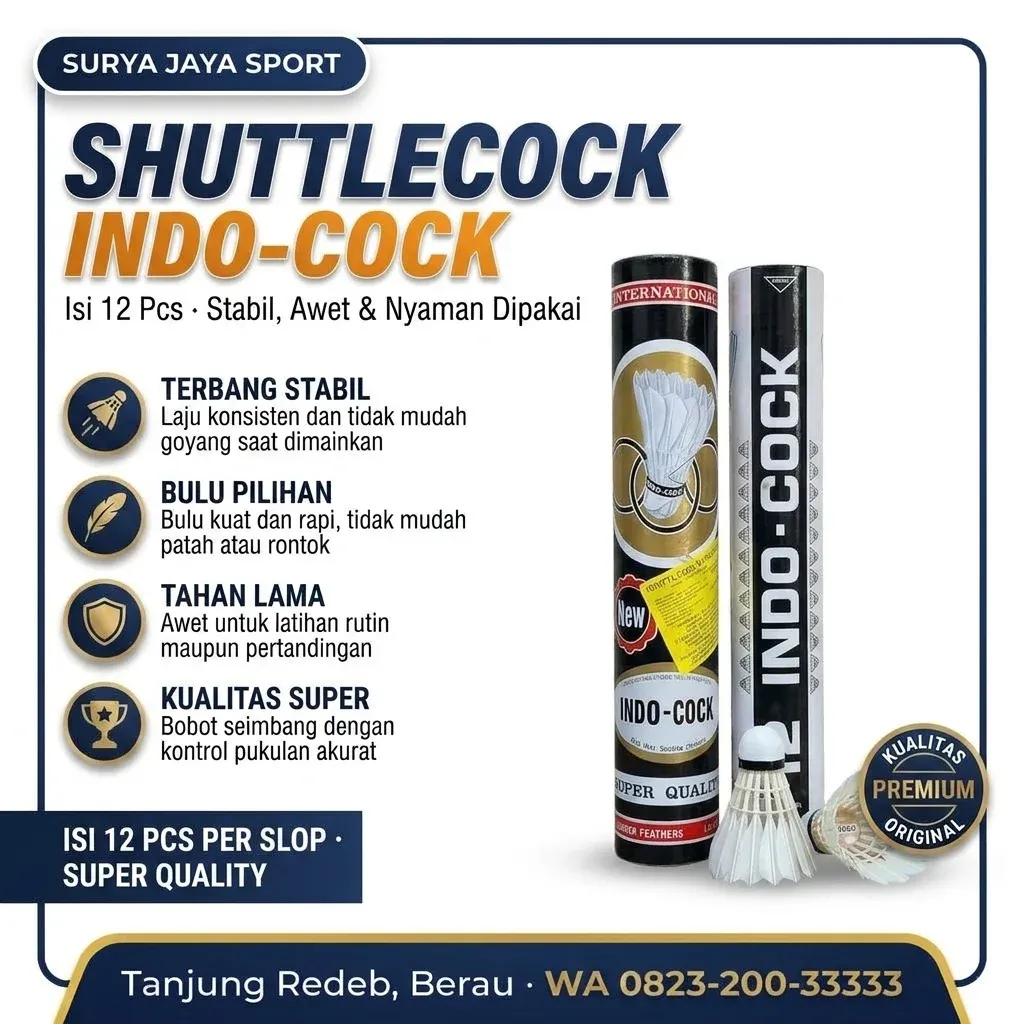 SURYA JAYA SPORT
SHUTTLECOCK
INDO-COCK
Isi 12 Pcs · Stabil, Awet & Nyaman Dipakai
TERBANG STABIL
Laju konsisten dan tidak mudah
goyang saat dimainkan
BULU PILIHAN
Bulu kuat dan rapi, tidak mudah
patah atau rontok
TAHAN LAMA
Awet untuk latihan rutin
maupun pertandingan
KUALITAS SUPER
Bobot seimbang dengan
kontrol pukulan akurat
INTERNATIONAL
INDO-COCK
New
INDO-COCK
SUPER QUALITY
FEATHERS
INDO·COCK
12
KUALITAS
PREMIUM
ORIGINAL
ISI 12 PCS PER SLOP ·
SUPER QUALITY
Tanjung Redeb, Berau · WA 0823-200-33333